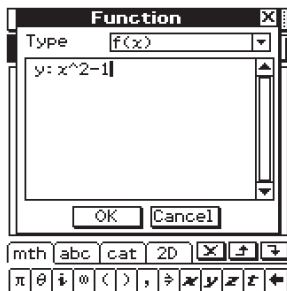 Function
Type f(x)
y:x^2-1
OK Cancel
mth abc cat 2D
π θ i ∞ ( ) , ⇒ x y z t ←